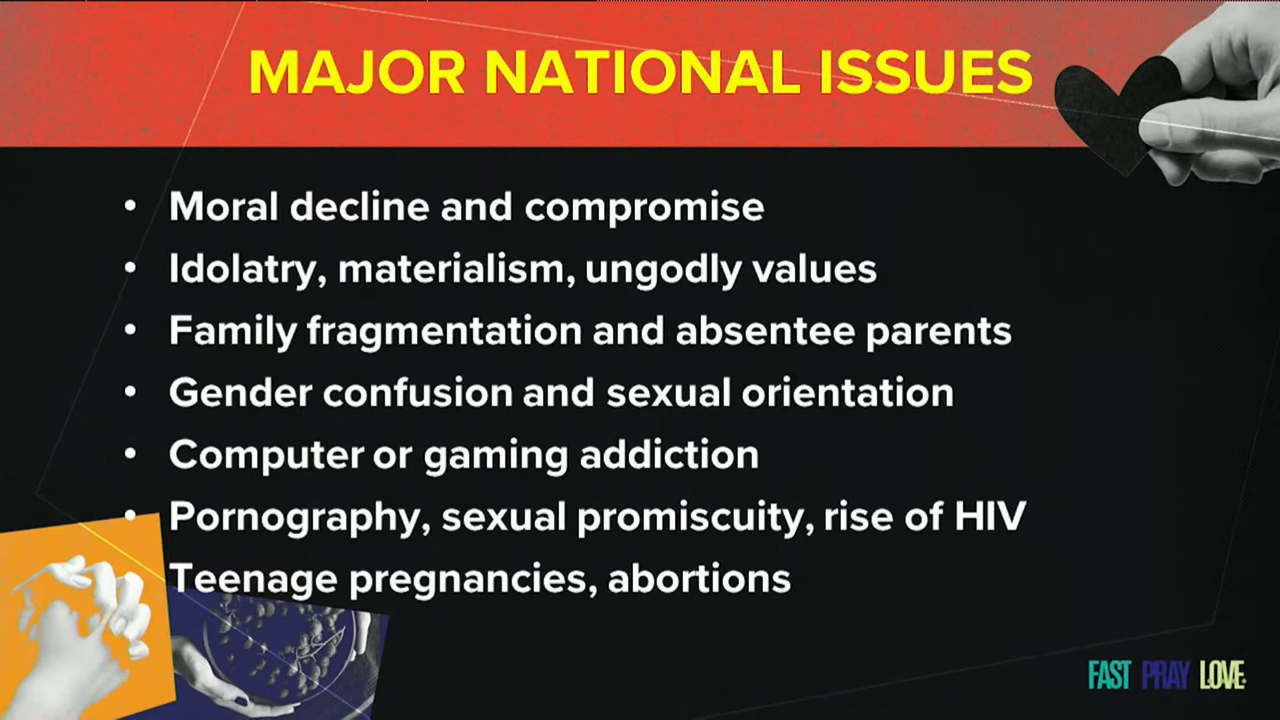 MAJOR NATIONAL ISSUES
• Moral decline and compromise
• Idolatry, materialism, ungodly values
• Family fragmentation and absentee parents
• Gender confusion and sexual orientation
• Computer or gaming addiction
• Pornography, sexual promiscuity, rise of HIV
Teenage pregnancies, abortions
FAST PRAY LOVE